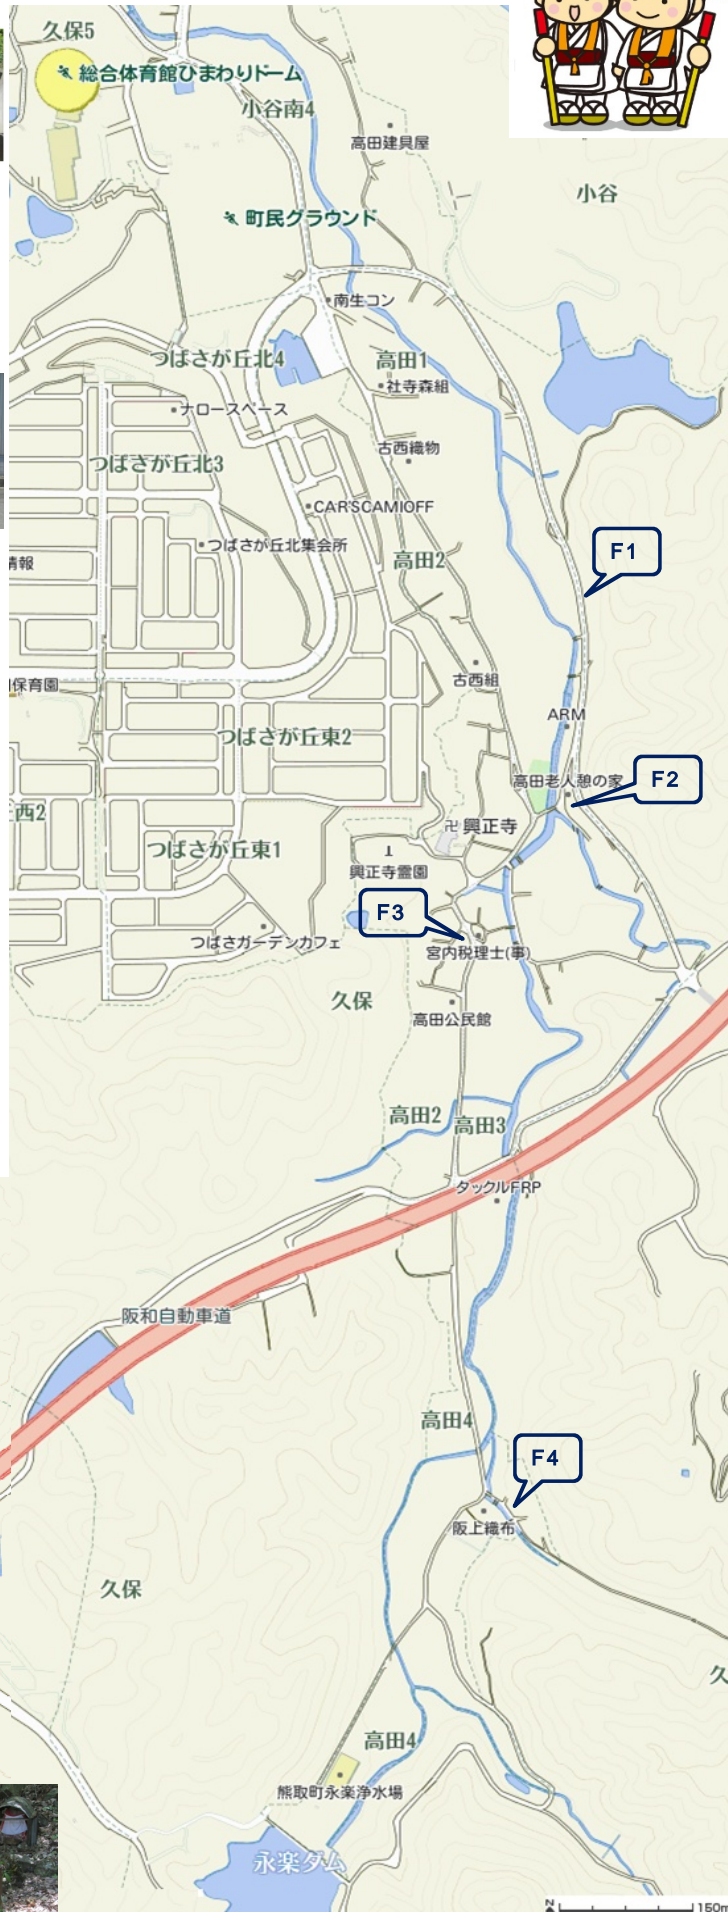 久保5
総合体育館ひまわりドーム
小谷南4
高田建具屋
小谷
町民グラウンド
南生コン
つばさが丘北4
高田1
社寺森組
ナロースペース
古西織物
つばさが丘北3
CAR'SCAMIOFF
つばさが丘北集会所
F1
高田2
情報
古西組
保育園
ARM
つばさが丘東2
高田老人憩の家
F2
西2
興正寺
つばさが丘東1
興正寺霊園
F3
つばさガーデンカフェ
宮内税理士(事)
久保
高田公民館
高田2
高田3
タックルFRP
阪和自動車道
高田4
F4
阪上織布
久保
久
高田4
熊取町永楽浄水場
永楽ダム
N
150m